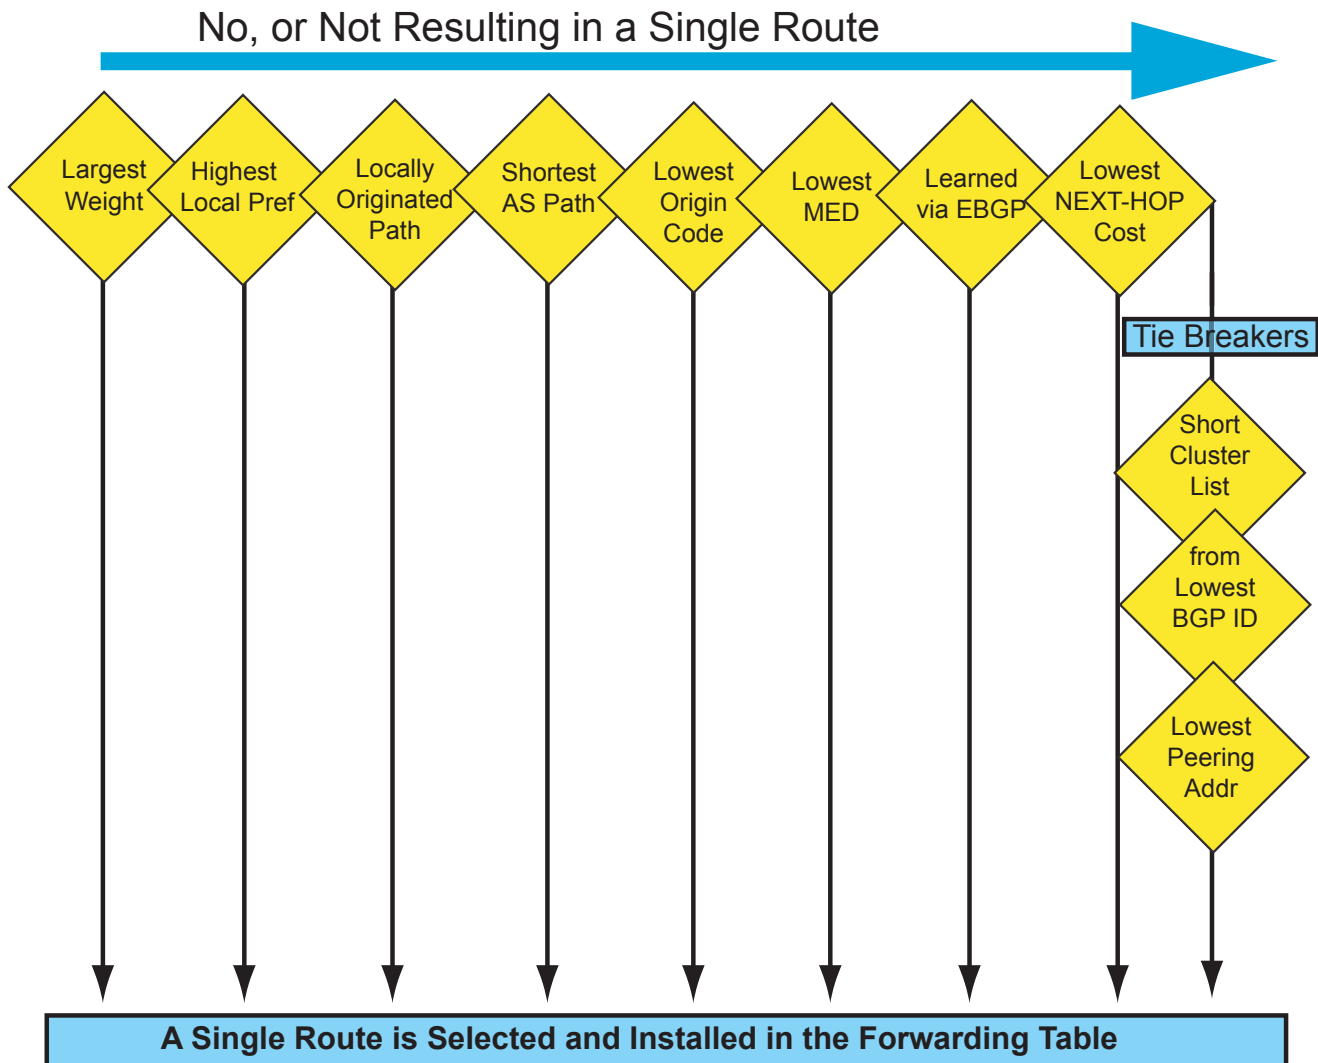 No, or Not Resulting in a Single Route
Largest
Weight
Highest
Local Pref
Locally
Originated
Path
Shortest
AS Path
Lowest
Origin
Code
Lowest
MED
Learned
via EBGP
Lowest
NEXT-HOP
Cost
Tie Breakers
Short
Cluster
List
from
Lowest
BGP ID
Lowest
Peering
Addr
A Single Route is Selected and Installed in the Forwarding Table